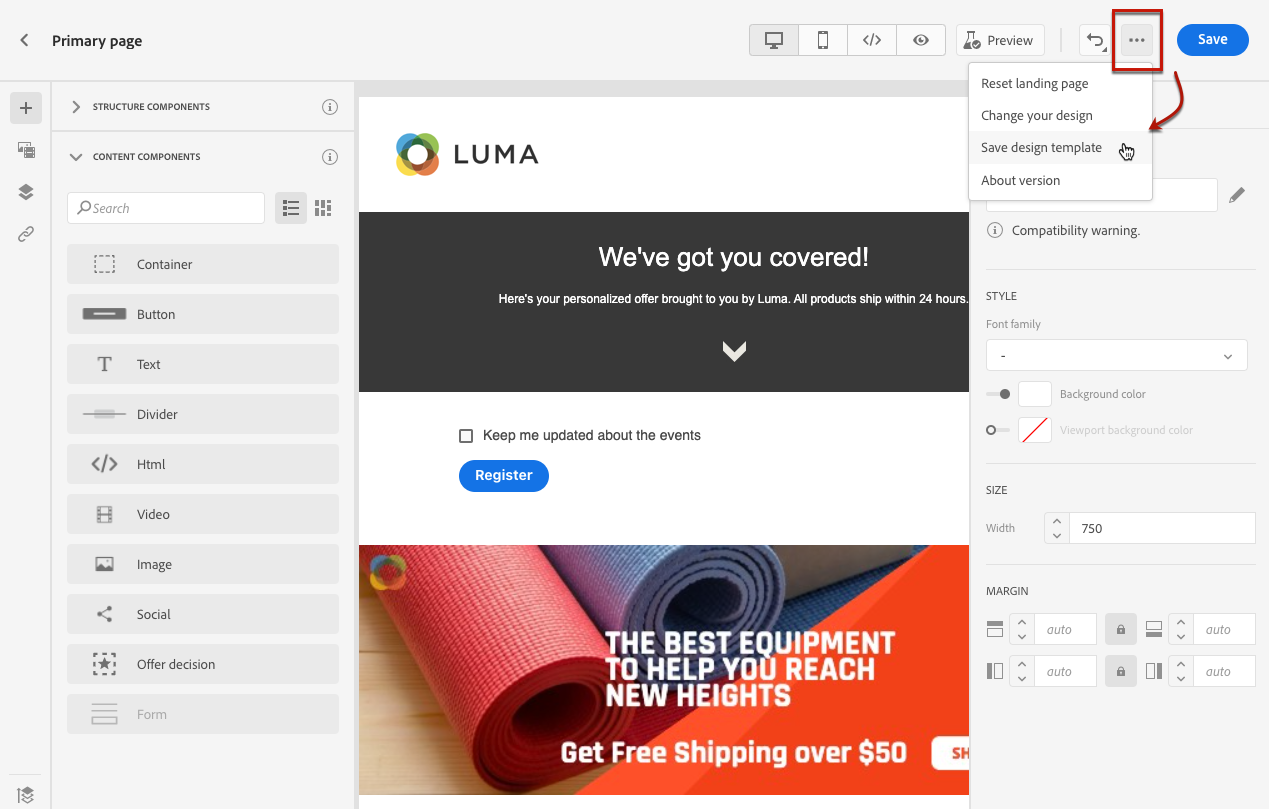 Primary page
Preview
Save
Reset landing page
Change your design
Save design template
About version
STRUCTURE COMPONENTS
CONTENT COMPONENTS
Search
Container
Button
Text
Divider
Html
Video
Image
Social
Offer decision
Form
LUMA
We've got you covered!
Here's your personalized offer brought to you by Luma. All products ship within 24 hours.
Keep me updated about the events
Register
THE BEST EQUIPMENT
TO HELP YOU REACH
NEW HEIGHTS
Get Free Shipping over $50
SH
Compatibility warning.
STYLE
Font family
-
Background color
Viewport background color
SIZE
Width
750
MARGIN
auto
auto
auto
auto